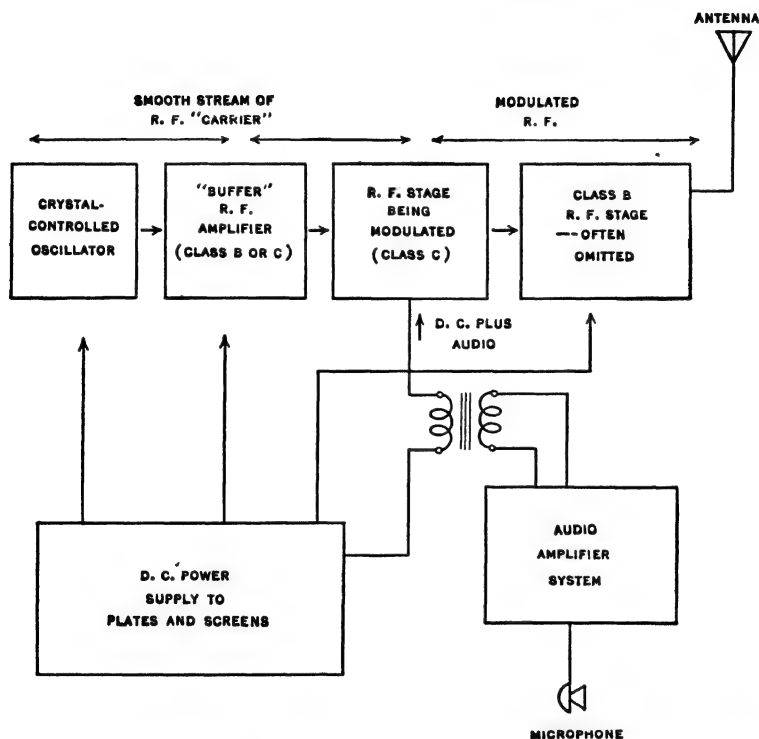 ANTENNA
SMOOTH STREAM OF
R. F. "CARRIER"
MODULATED
R. F.
CRYSTAL-
CONTROLLED
OSCILLATOR
"BUFFER"
R. F.
AMPLIFIER
(CLASS B OR C)
R. F. STAGE
BEING
MODULATED
(CLASS C)
CLASS B
R. F. STAGE
—-OFTEN
OMITTED
D. C. PLUS
AUDIO
D. C. POWER
SUPPLY TO
PLATES AND SCREENS
AUDIO
AMPLIFIER
SYSTEM
MICROPHONE